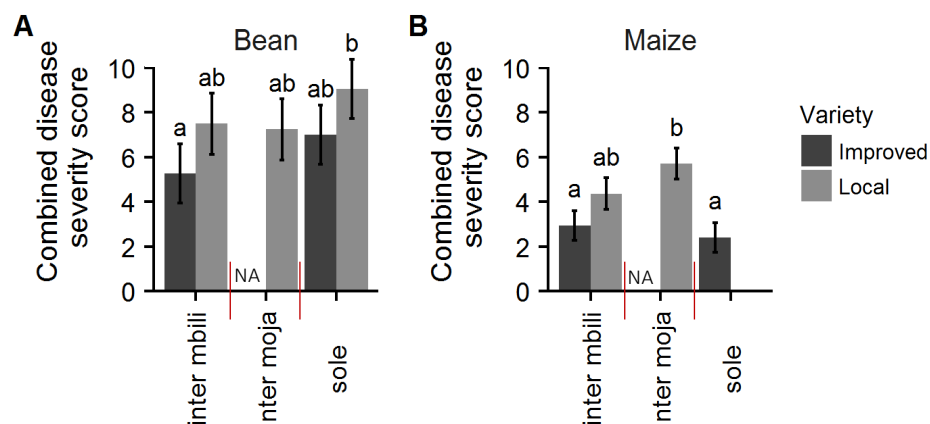 A
Bean
Combined disease
severity score
10
8
6
4
2
0
a
ab
ab
ab
b
NA
inter mbili
nter moja
sole
B
Maize
Combined disease
severity score
10
8
6
4
2
0
a
ab
b
a
NA
inter mbili
nter moja
sole
Variety
Improved
Local